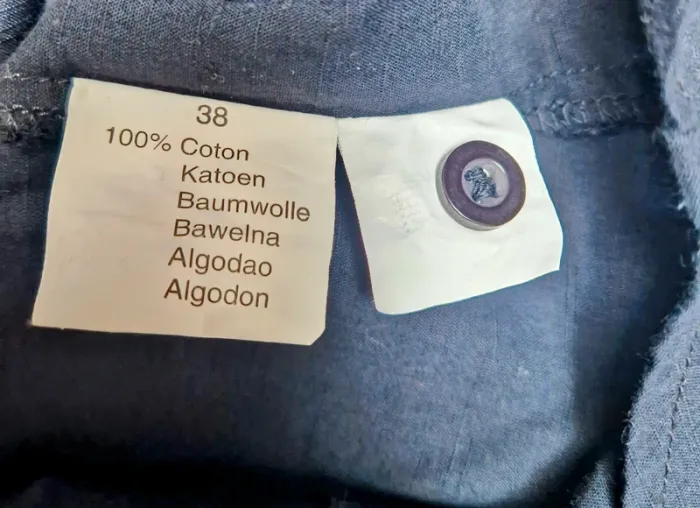 38
100% Coton
Katoen
Baumwolle
Bawelna
Algodao
Algodon